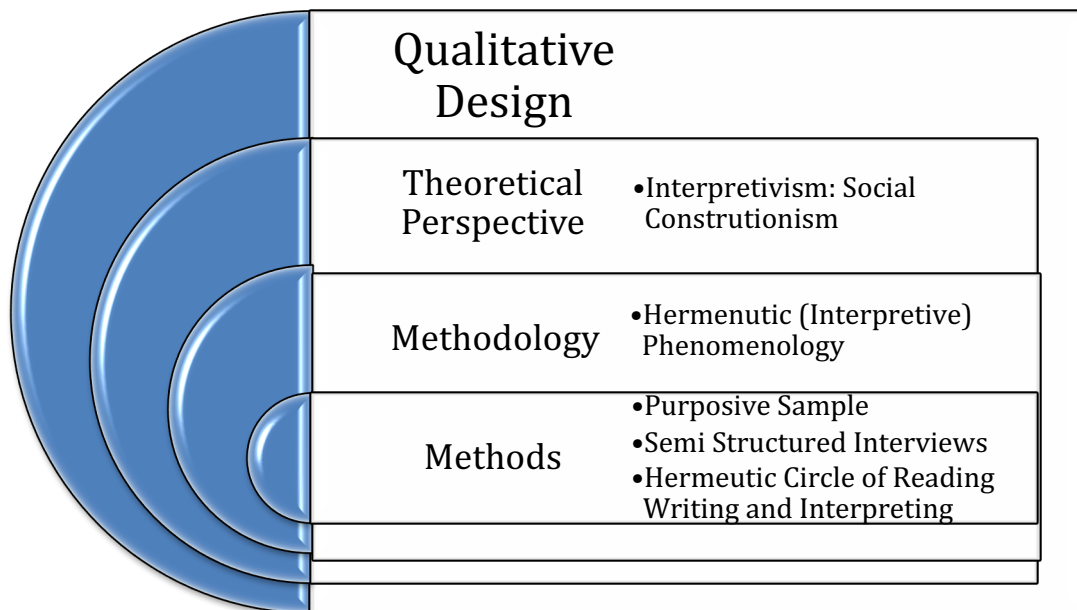 Qualitative
Design
Theoretical
Perspective
•Interpretivism: Social
Construtionism
Methodology
•Hermenutic (Interpretive)
Phenomenology
Methods
•Purposive Sample
•Semi Structured Interviews
•Hermeutic Circle of Reading
Writing and Interpreting